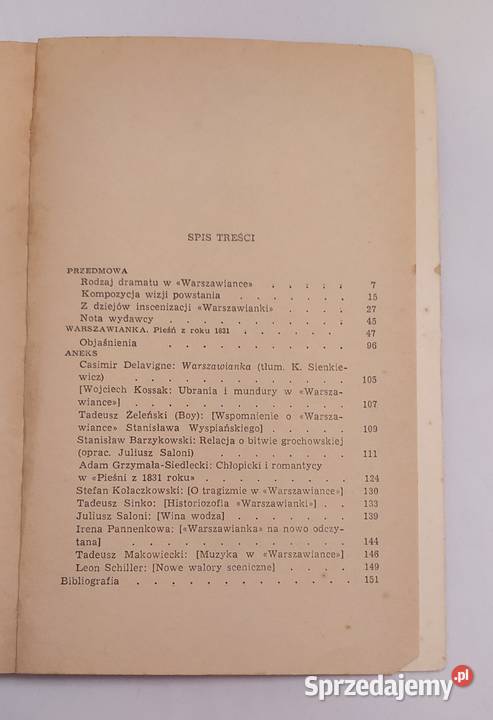 SPIS TREŚCI
PRZEDMOWA
Rodzaj dramatu w «Warszawiance» . . . . . 7
Kompozycja wizji powstania . . . . . . . 15
Z dziejów inscenizacji «Warszawianki» . . . . 27
Nota wydawcy . . . . . . . . . . 45
WARSZAWIANKA. Pieśń z roku 1831 . . . . . . 47
Objaśnienia . . . . . . . . . . 96
ANEKS
Casimir Delavigne: Warszawianka (tłum. K. Sienkie-
wicz) . . . . . . . . . . . 105
[Wojciech Kossak: Ubrania i mundury w «Warsza-
wiance»] . . . . . . . . . . 107
Tadeusz Żeleński (Boy): [Wspomnienie o «Warsza-
wiance» Stanisława Wyspiańskiego] . . . . 109
Stanisław Barzykowski: Relacja o bitwie grochowskiej
(oprac. Juliusz Saloni) . . . . . . . 111
Adam Grzymała-Siedlecki: Chłopicki i romantycy
w «Pieśni z 1831 roku» . . . . . . . 124
Stefan Kołaczkowski: [O tragizmie w «Warszawiance»] 130
Tadeusz Sinko: [Historiozofia «Warszawianki»] . . 133
Juliusz Saloni: [Wina wodza] . . . . . . 139
Irena Pannenkowa: [«Warszawianka» na nowo odczy-
tana] . . . . . . . . . . . 144
Tadeusz Makowiecki: [Muzyka w «Warszawiance»] 146
Leon Schiller: [Nowe walory sceniczne] . . . . 149
Bibliografia . . . . . . . . . . . 151
Sprzedajemy.pl